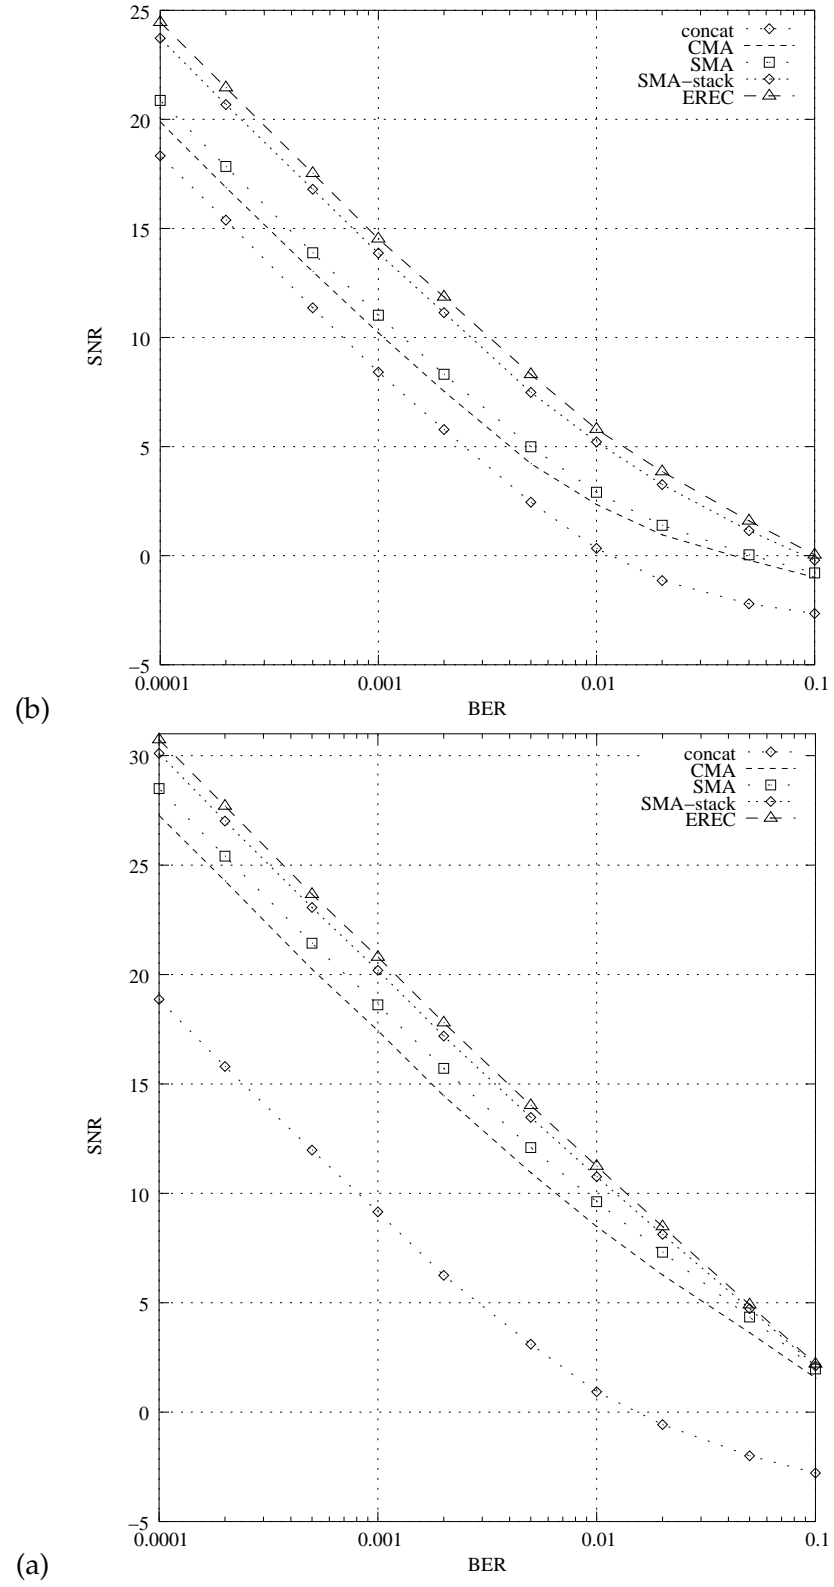 25
20
15
10
5
0
−5
SNR
concat
CMA
SMA
SMA−stack
EREC
0.0001
0.001
0.01
0.1
BER
(b)
30
25
20
15
10
5
0
−5
SNR
concat
CMA
SMA
SMA−stack
EREC
0.0001
0.001
0.01
0.1
BER
(a)